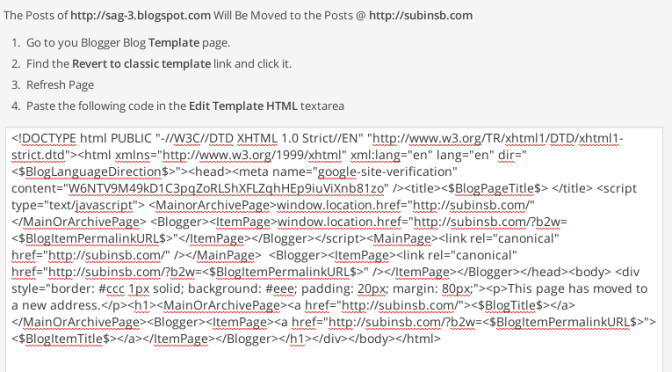 The Posts of http://sag-3.blogspot.com Will Be Moved to the Posts @ http://subinsb.com
1. Go to you Blogger Blog Template page.
2. Find the Revert to classic template link and click it.
3. Refresh Page
4. Paste the following code in the Edit Template HTML textarea
<!DOCTYPE html PUBLIC "-//W3C//DTD XHTML 1.0 Strict//EN" "http://www.w3.org/TR/xhtml1/DTD/xhtml1-
strict.dtd"><html xmlns="http://www.w3.org/1999/xhtml" xml:lang="en" lang="en" dir="
<$BlogLanguageDirection$>"><head><meta name="google-site-verification"
content="W6NTV9M49kD1C3pqZoRLShXFLZqhHEp9iuViXnb81zo" /><title><$BlogPageTitle$> </title> <script
type="text/javascript"> <MainorArchivePage>window.location.href="http://subinsb.com/"
</MainOrArchivePage> <Blogger><ItemPage>window.location.href="http://subinsb.com/?b2w=
<$BlogItemPermalinkURL$>"</ItemPage></Blogger></script><MainPage><link rel="canonical"
href="http://subinsb.com/" /></MainPage>  <Blogger><ItemPage><link rel="canonical"
href="http://subinsb.com/?b2w=<$BlogItemPermalinkURL$>" /></ItemPage></Blogger></head><body> <div
style="border: #ccc 1px solid; background: #eee; padding: 20px; margin: 80px;"><p>This page has moved to
a new address.</p><h1><MainOrArchivePage><a href="http://subinsb.com/"><$BlogTitle$></a>
</MainOrArchivePage><Blogger><ItemPage><a href="http://subinsb.com/?b2w=<$BlogItemPermalinkURL$>">
<$BlogItemTitle$></a></ItemPage></Blogger></h1></div></body></html>